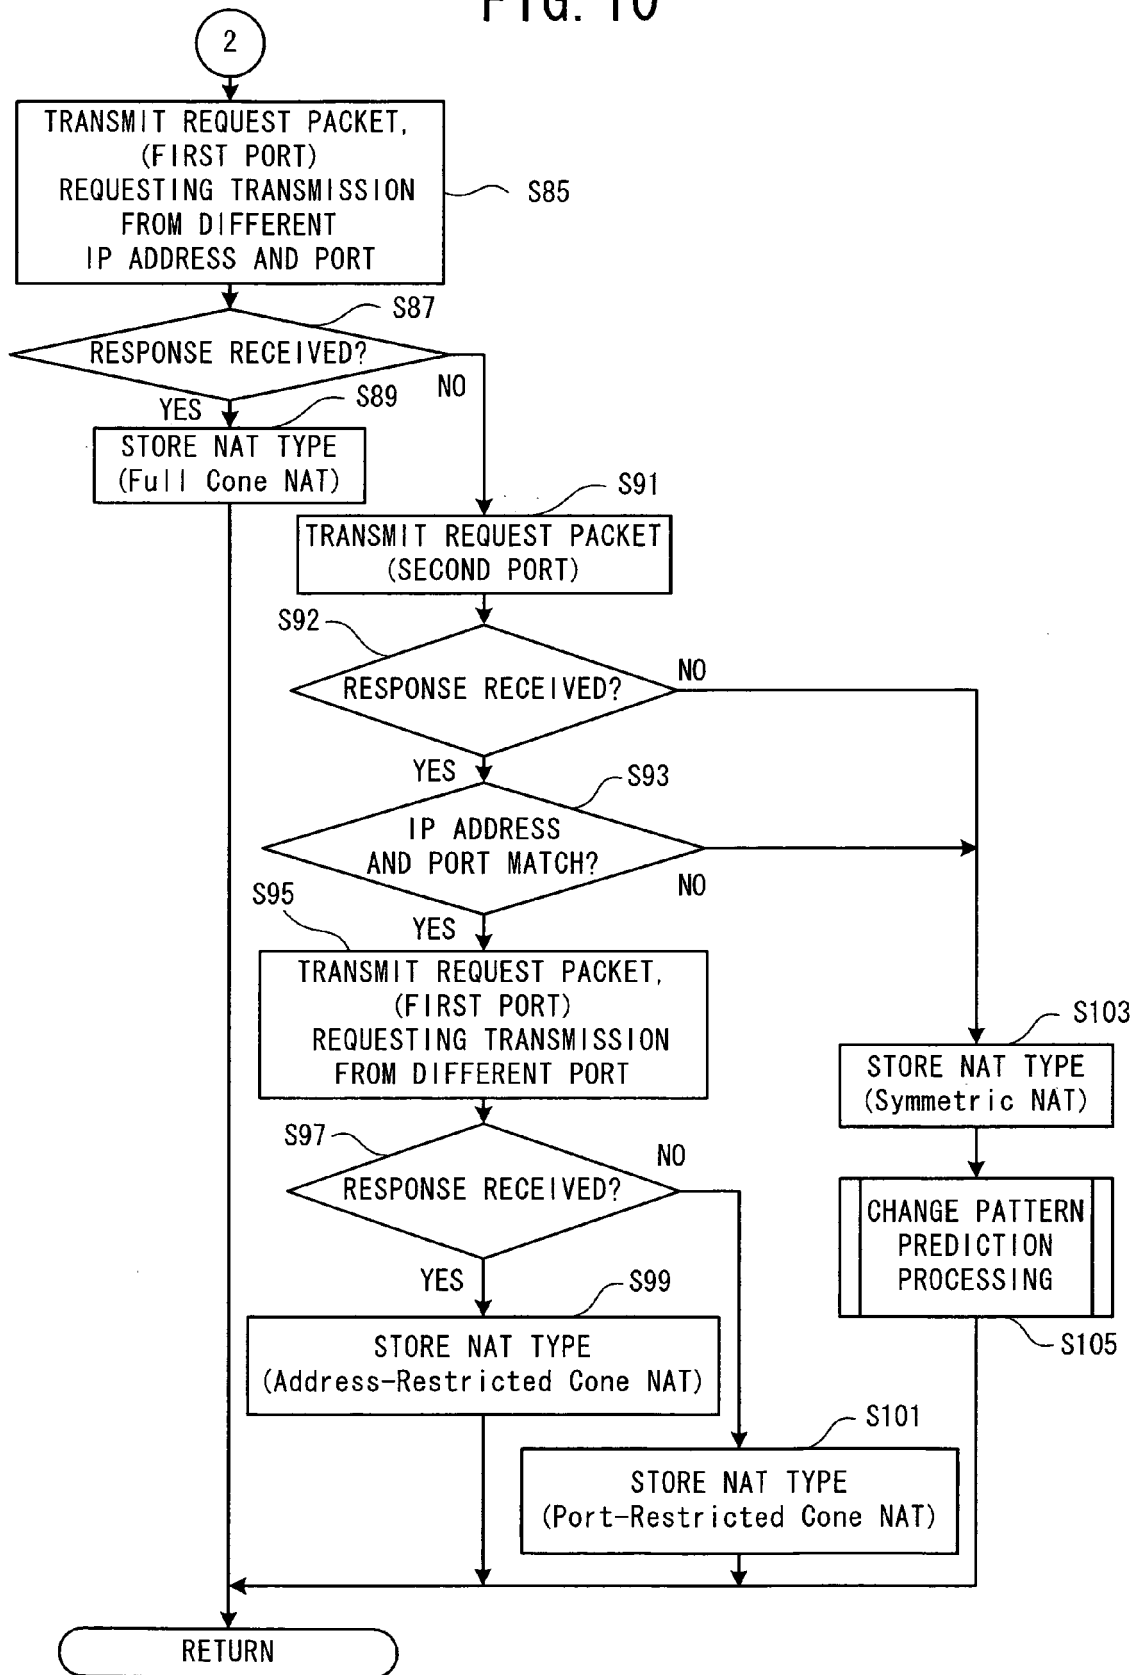 FIG. 10
2
TRANSMIT REQUEST PACKET,
(FIRST PORT)
REQUESTING TRANSMISSION
FROM DIFFERENT
IP ADDRESS AND PORT
S85
S87
RESPONSE RECEIVED?
NO
YES
S89
STORE NAT TYPE
(Full Cone NAT)
S91
TRANSMIT REQUEST PACKET
(SECOND PORT)
S92
RESPONSE RECEIVED?
NO
YES
S93
IP ADDRESS
AND PORT MATCH?
NO
YES
S95
TRANSMIT REQUEST PACKET,
(FIRST PORT)
REQUESTING TRANSMISSION
FROM DIFFERENT PORT
S97
RESPONSE RECEIVED?
NO
YES
S99
STORE NAT TYPE
(Address-Restricted Cone NAT)
S101
STORE NAT TYPE
(Port-Restricted Cone NAT)
S103
STORE NAT TYPE
(Symmetric NAT)
CHANGE PATTERN
PREDICTION
PROCESSING
S105
RETURN